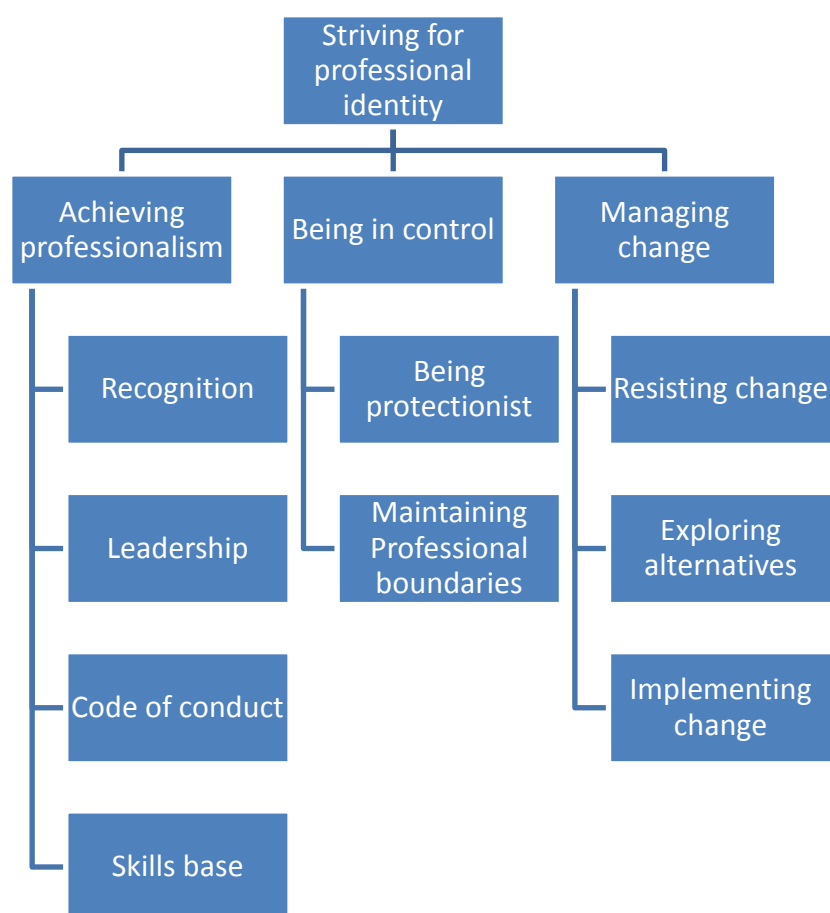 Striving for
professional
identity
Achieving
professionalism
Being in control
Managing
change
Recognition
Leadership
Code of conduct
Skills base
Being
protectionist
Maintaining
Professional
boundaries
Resisting change
Exploring
alternatives
Implementing
change